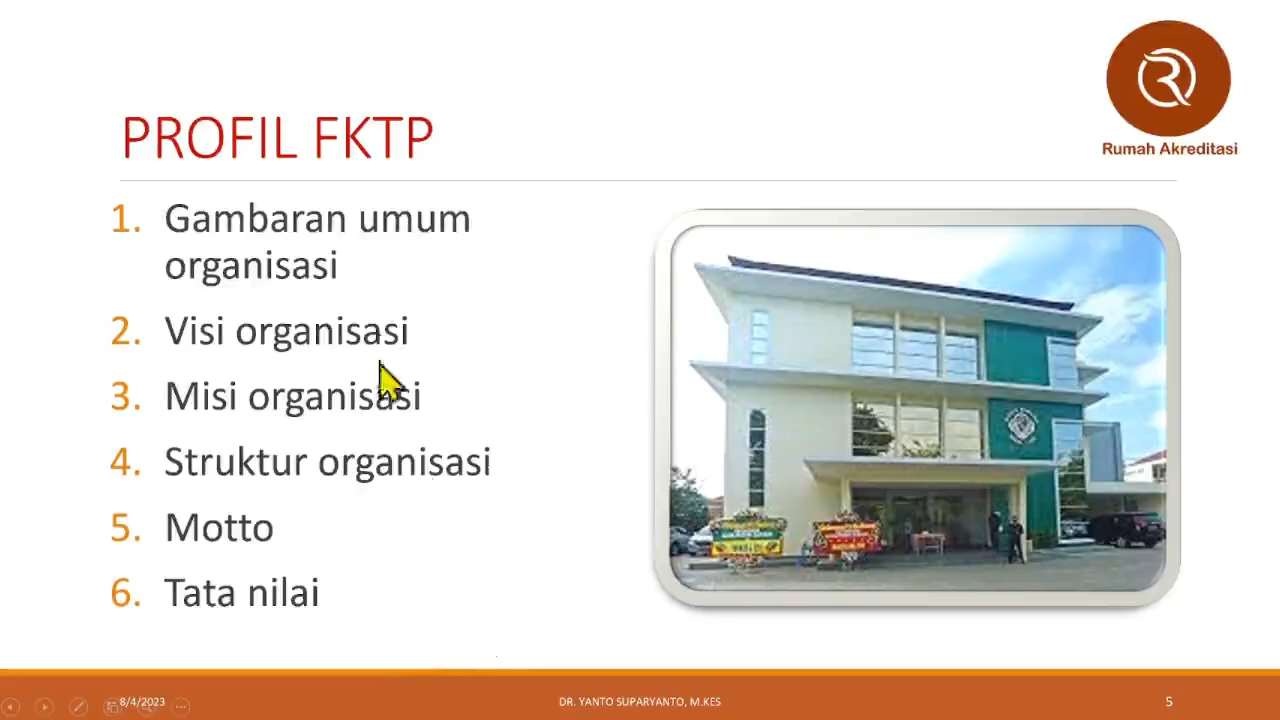 Rumah Akreditasi
PROFIL FKTP
1. Gambaran umum
organisasi
2. Visi organisasi
3. Misi organisasi
4. Struktur organisasi
5. Motto
6. Tata nilai
8/4/2023
DR. YANTO SUPARYANTO, M.KES
5